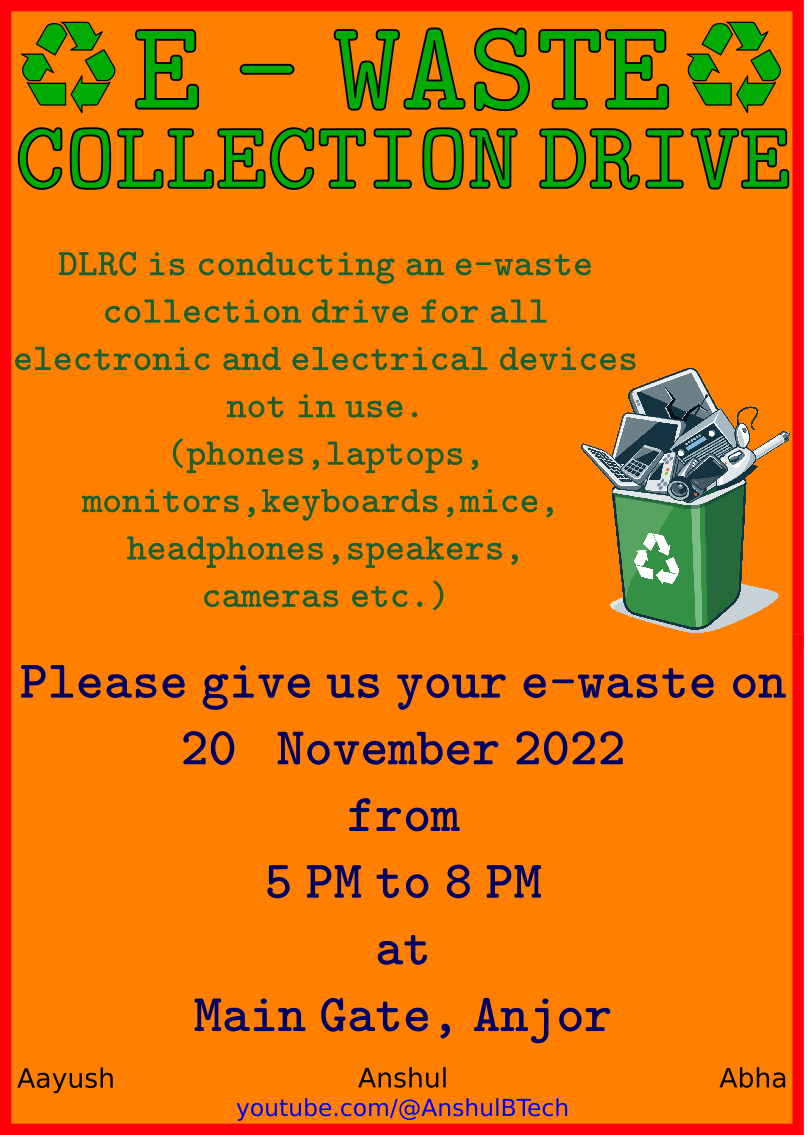 E - WASTE
COLLECTION DRIVE
DLRC is conducting an e-waste
collection drive for all
electronic and electrical devices
not in use.
(phones,laptops,
monitors,keyboards,mice,
headphones,speakers,
cameras etc.)
Please give us your e-waste on
20 November 2022
from
5 PM to 8 PM
at
Main Gate, Anjor
Aayush Anshul Abha
youtube.com/@AnshulBTech